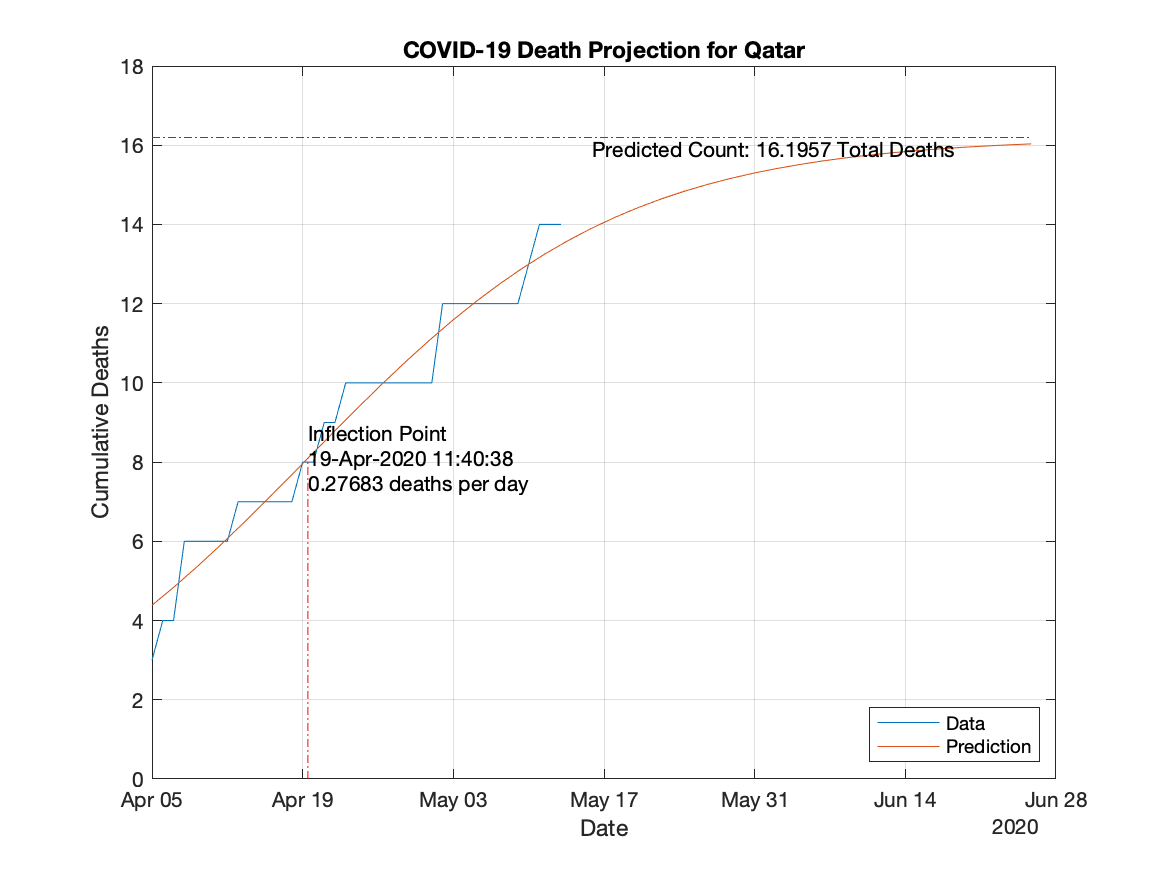 COVID-19 Death Projection for Qatar
18
16
14
12
10
8
6
4
2
0
Cumulative Deaths
Predicted Count: 16.1957 Total Deaths
Inflection Point
19-Apr-2020 11:40:38
0.27683 deaths per day
Data
Prediction
Apr 05 Apr 19 May 03 May 17 May 31 Jun 14 Jun 28
Date
2020